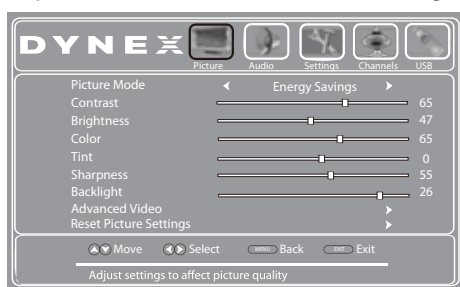 DYNEX
Picture Audio Settings Channels USB
Picture Mode Energy Savings
Contrast 65
Brightness 47
Color 65
Tint 0
Sharpness 55
Backlight 26
Advanced Video
Reset Picture Settings
Move Select MENU Back EXIT Exit
Adjust settings to affect picture quality